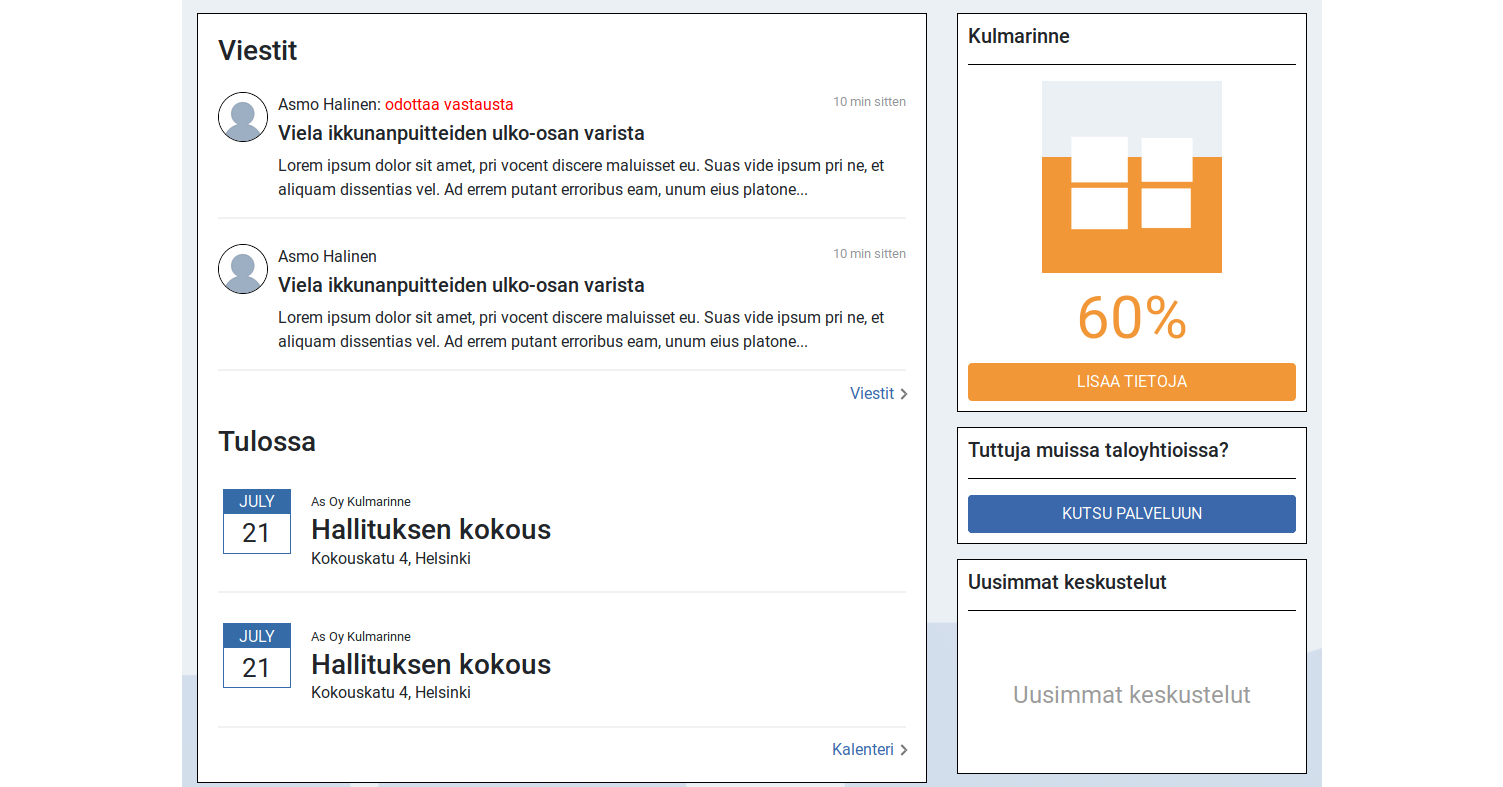 Viestit
Asmo Halinen: odottaa vastausta
10 min sitten
Viela ikkunanpuitteiden ulko-osan varista
Lorem ipsum dolor sit amet, pri vocent discere maluisset eu. Suas vide ipsum pri ne, et
aliquam dissentias vel. Ad errem putant erroribus eam, unum eius platone...
Asmo Halinen
10 min sitten
Viela ikkunanpuitteiden ulko-osan varista
Lorem ipsum dolor sit amet, pri vocent discere maluisset eu. Suas vide ipsum pri ne, et
aliquam dissentias vel. Ad errem putant erroribus eam, unum eius platone...
Viestit
Tulossa
JULY
21
As Oy Kulmarinne
Hallituksen kokous
Kokouskatu 4, Helsinki
JULY
21
As Oy Kulmarinne
Hallituksen kokous
Kokouskatu 4, Helsinki
Kalenteri
Kulmarinne
60%
LISAA TIETOJA
Tuttuja muissa taloyhtioissa?
KUTSU PALVELUUN
Uusimmat keskustelut
Uusimmat keskustelut